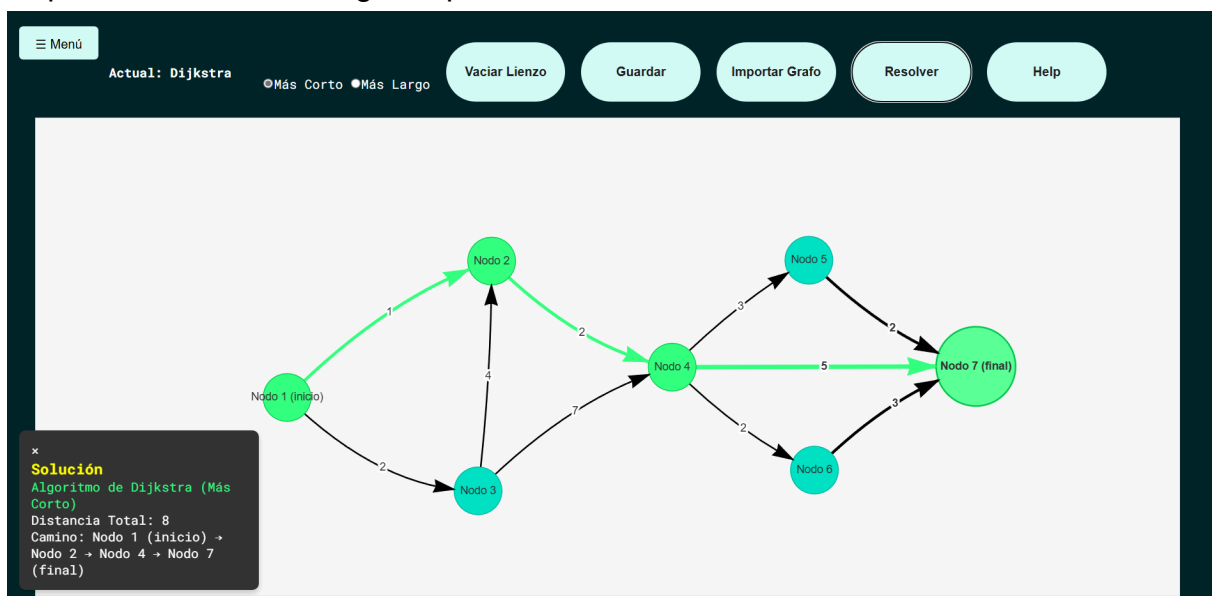 ☰ Menú
Actual: Dijkstra
Más Corto Más Largo
Vaciar Lienzo
Guardar
Importar Grafo
Resolver
Help
Nodo 2
Nodo 5
1
2
3
2
Nodo 4
5
Nodo 7 (final)
4
Nodo 1 (inicio)
7
2
3
2
Nodo 6
Nodo 3
×
Solución
Algoritmo de Dijkstra (Más
Corto)
Distancia Total: 8
Camino: Nodo 1 (inicio) →
Nodo 2 → Nodo 4 → Nodo 7
(final)